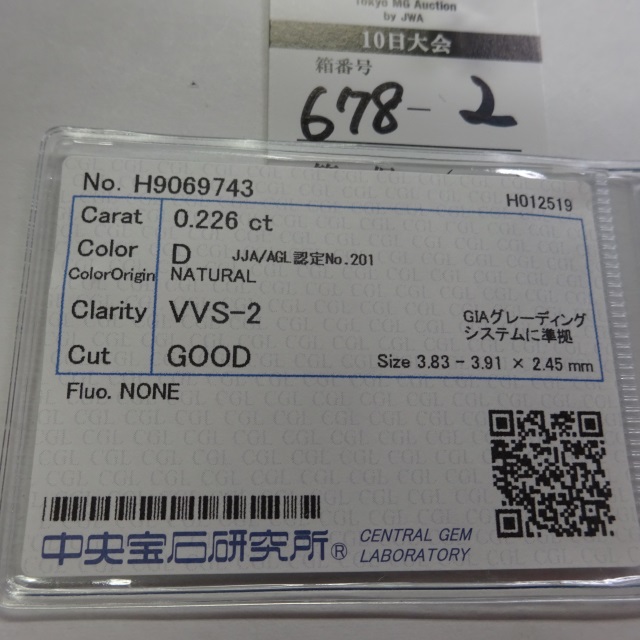 Tokyo MG Auction
by JWA
10日大会
箱番号
678-2
No. H9069743
H012519
Carat 0.226 ct
Color D JJA/AGL認定No.201
ColorOrigin NATURAL
Clarity VVS-2
GIAグレーディング
システムに準拠
Cut GOOD
Size 3.83 - 3.91 × 2.45 mm
Fluo. NONE
中央宝石研究所®
CENTRAL GEM
LABORATORY